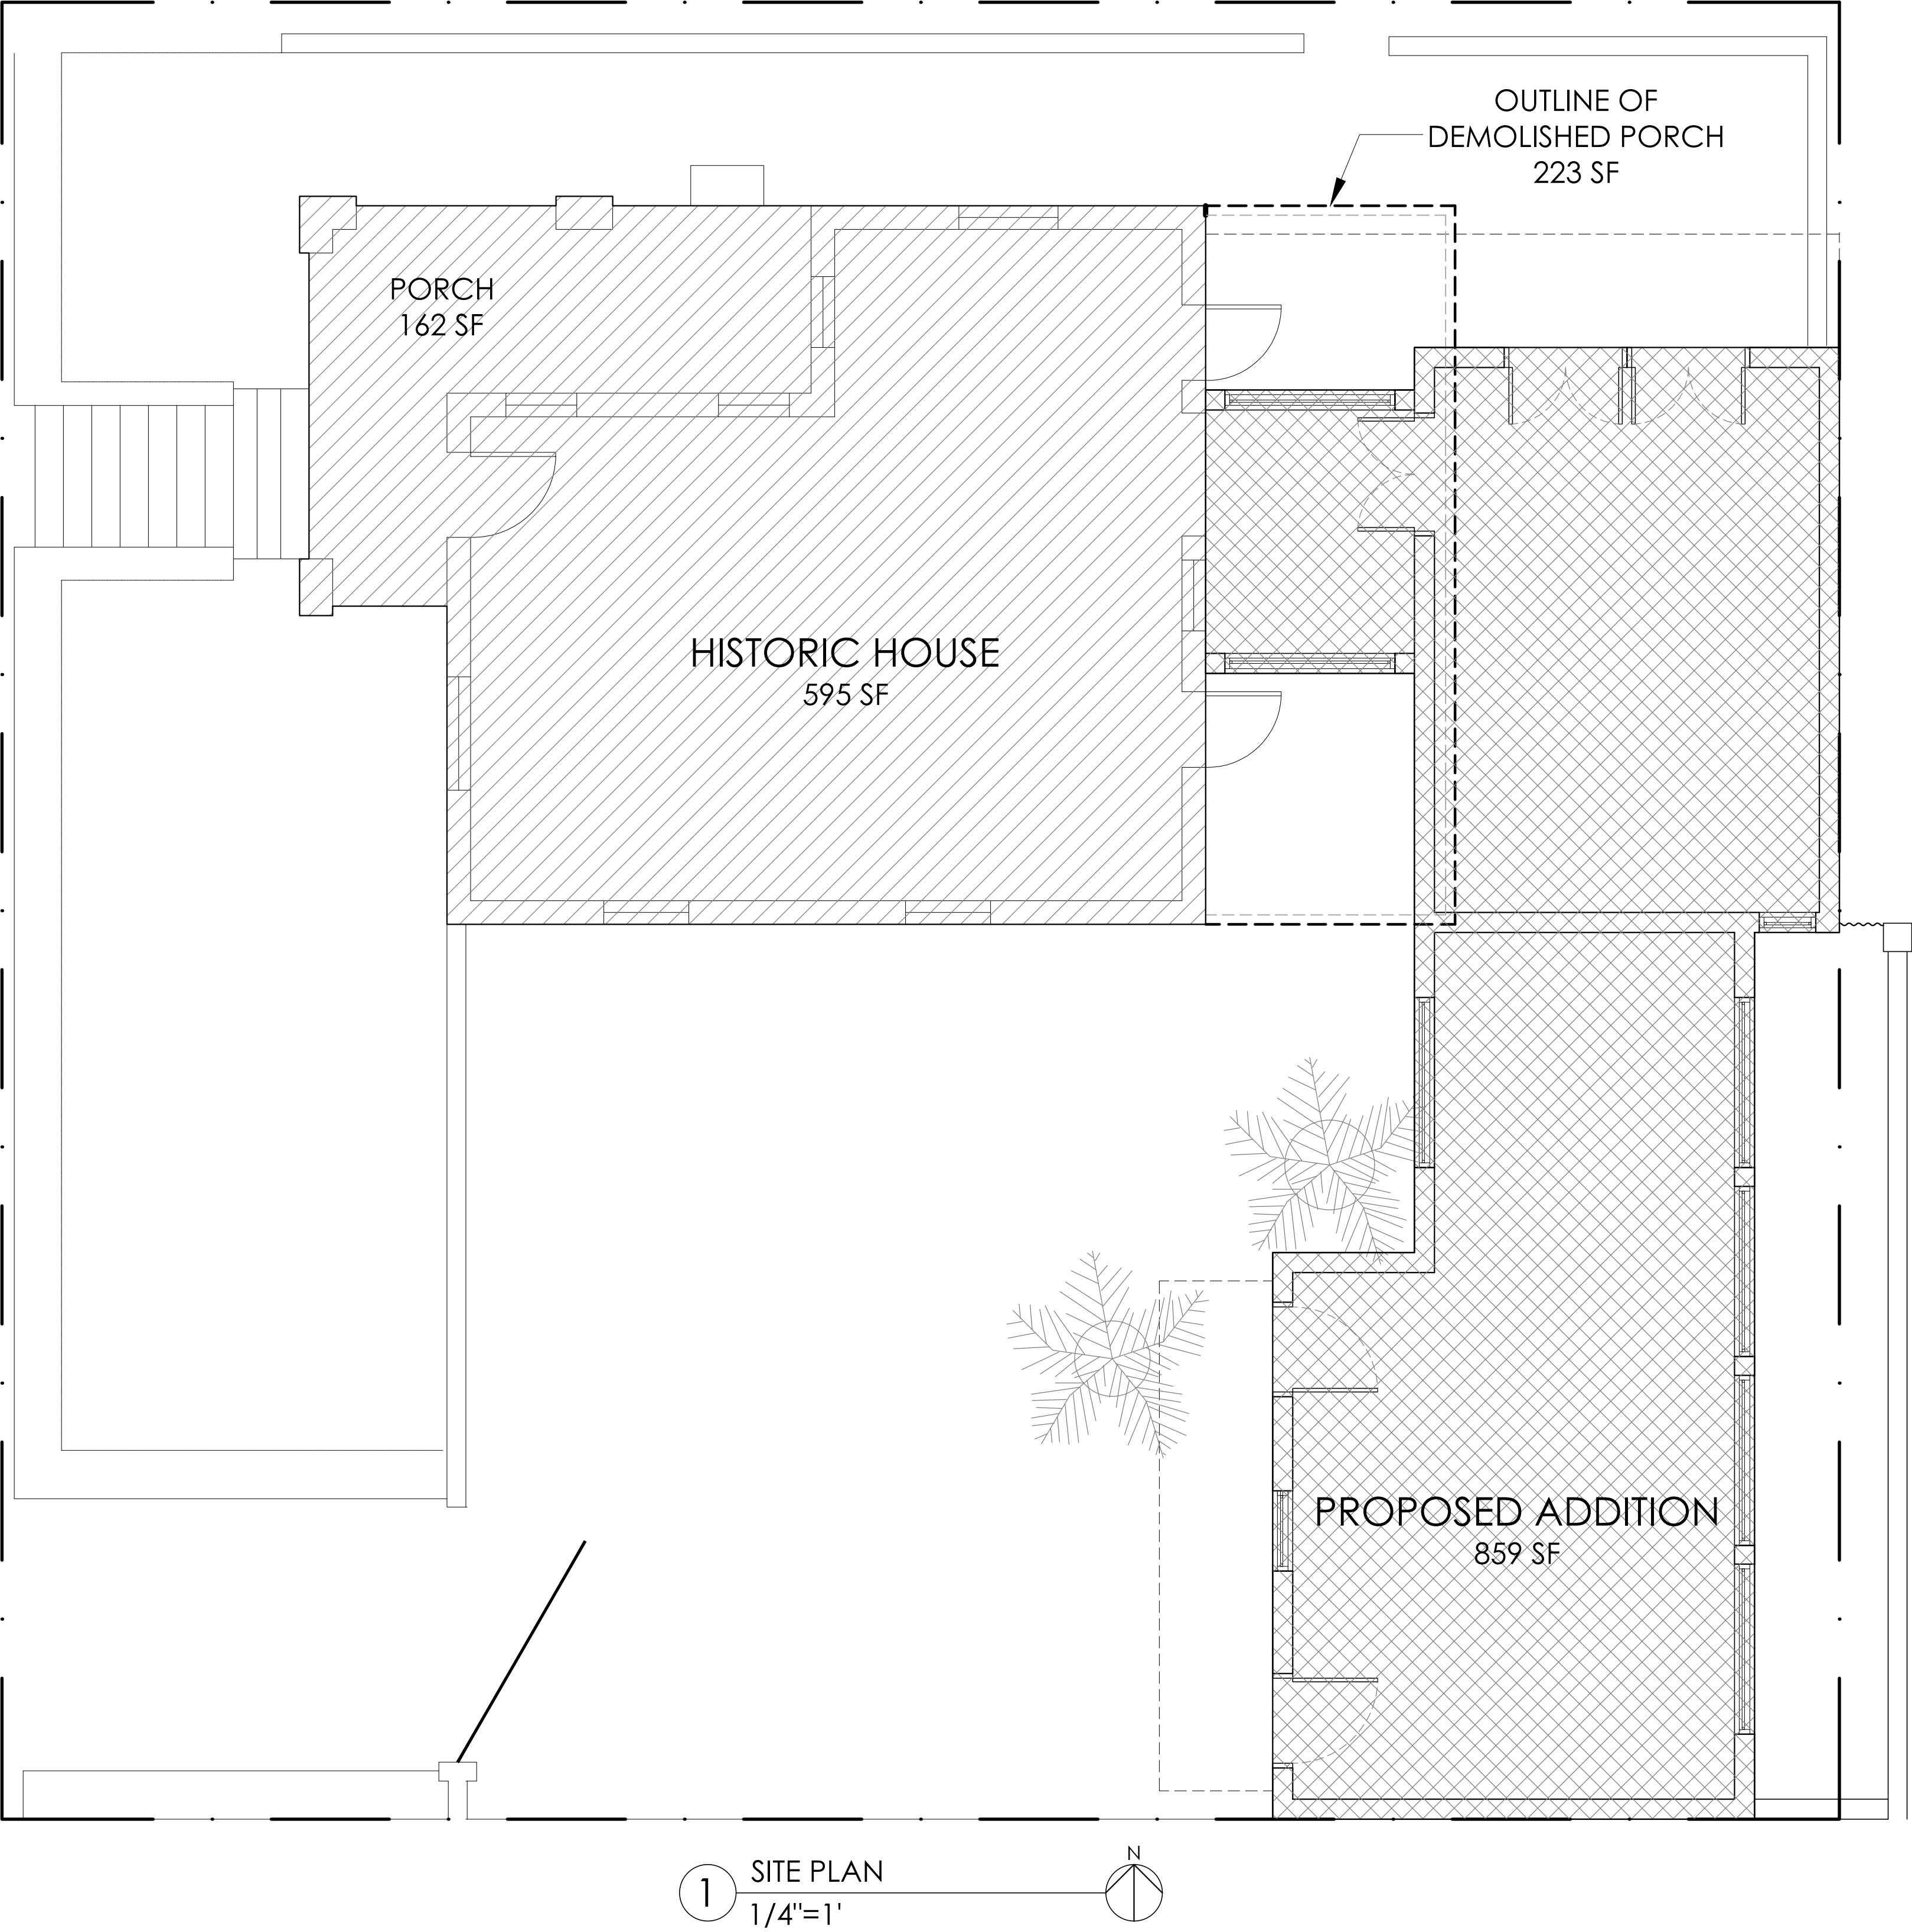 OUTLINE OF
DEMOLISHED PORCH
223 SF
PORCH
162 SF
HISTORIC HOUSE
595 SF
PROPOSED ADDITION
859 SF
1
SITE PLAN
1/4"=1'
N